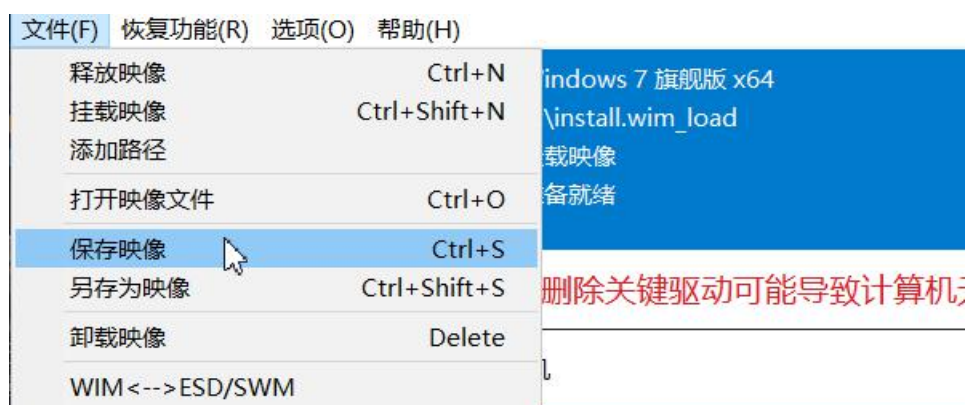 文件(F) 恢复功能(R) 选项(O) 帮助(H)
释放映像 Ctrl+N
挂载映像 Ctrl+Shift+N
添加路径
打开映像文件 Ctrl+O
保存映像 Ctrl+S
另存为映像 Ctrl+Shift+S
卸载映像 Delete
WIM<-->ESD/SWM
indows 7 旗舰版 x64
\install.wim_load
载映像
备就绪
删除关键驱动可能导致计算机